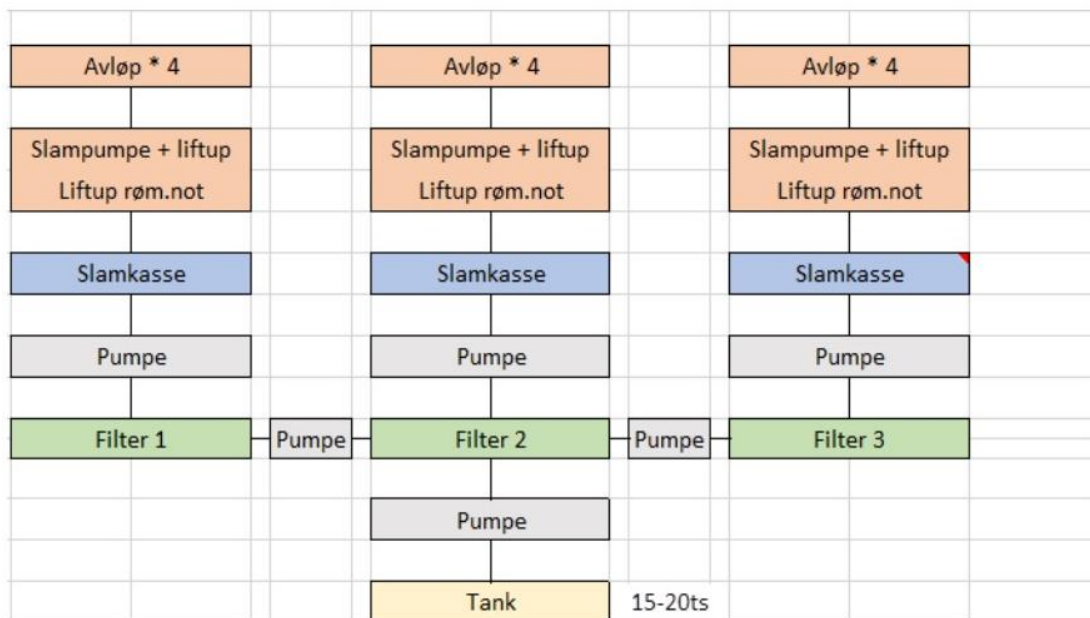 Avløp * 4
Avløp * 4
Avløp * 4
Slampumpe + liftup
Liftup røm.not
Slampumpe + liftup
Liftup røm.not
Slampumpe + liftup
Liftup røm.not
Slamkasse
Slamkasse
Slamkasse
Pumpe
Pumpe
Pumpe
Filter 1
Pumpe
Filter 2
Pumpe
Filter 3
Pumpe
Tank
15-20ts